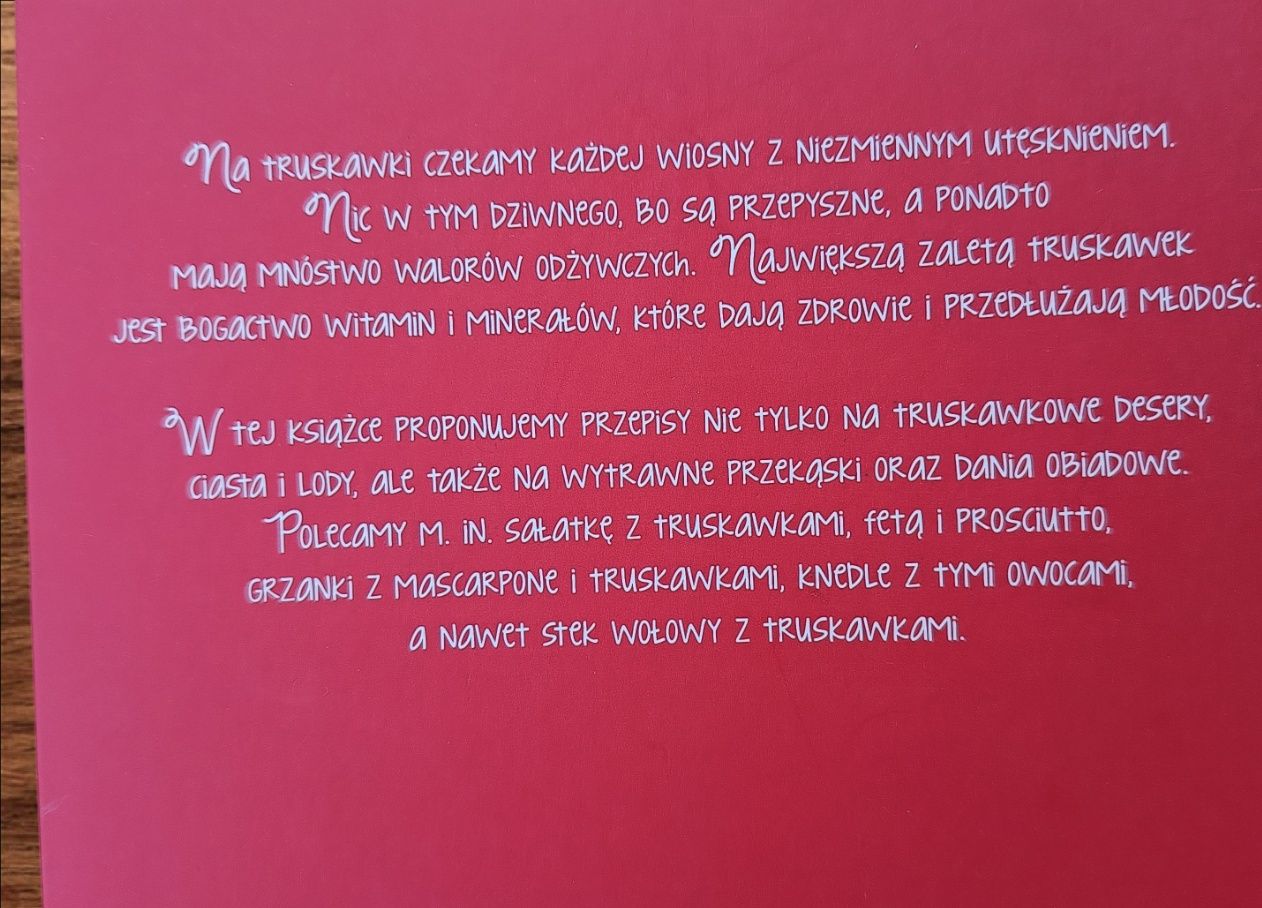 Na truskawki czekamy każdej wiosny z niezmiennym utęsknieniem.
Nic w tym dziwnego, bo są przepyszne, a ponadto
mają mnóstwo walorów odżywczych. Największą zaletą truskawek
jest bogactwo witamin i minerałów, które dają zdrowie i przedłużają młodość.
W tej książce proponujemy przepisy nie tylko na truskawkowe desery,
ciasta i lody, ale także na wytrawne przekąski oraz dania obiadowe.
Polecamy m. in. sałatkę z truskawkami, fetą i prosciutto,
grzanki z mascarpone i truskawkami, knedle z tymi owocami,
a nawet stek wołowy z truskawkami.